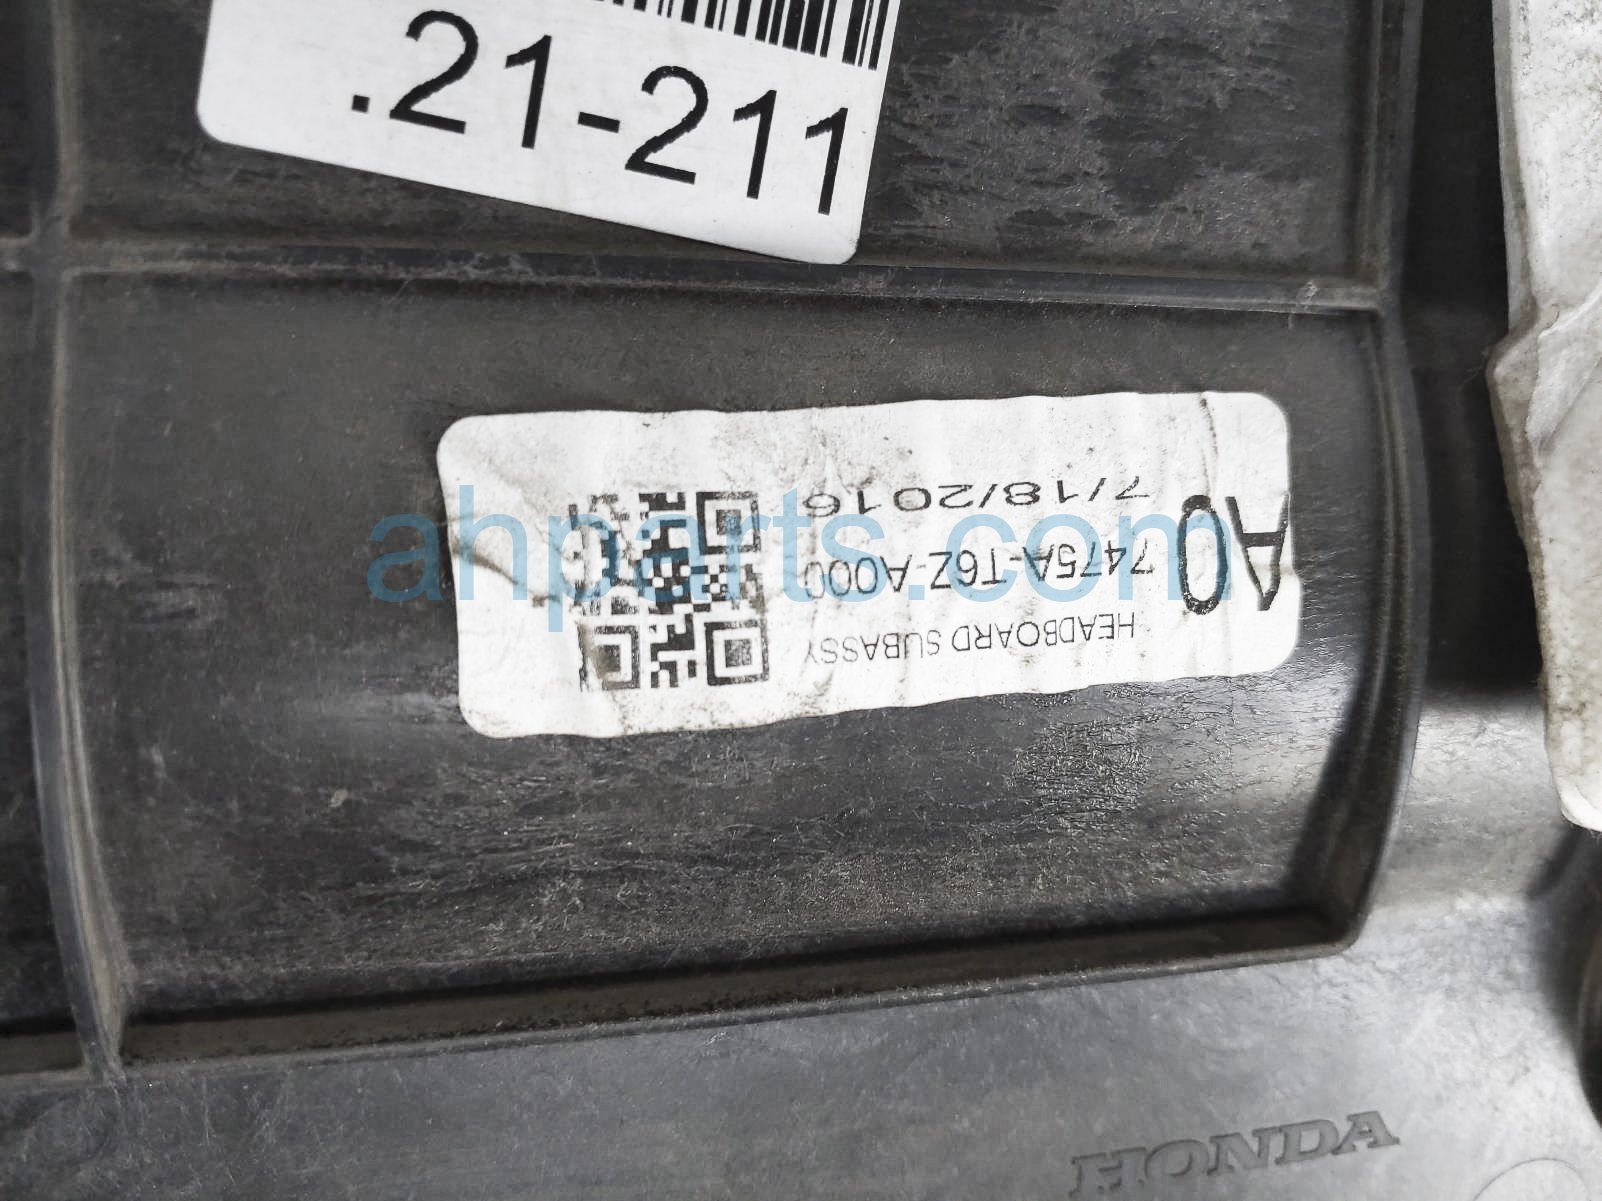 .21-211
A0
HEADBOARD SUBASSY
7475A-T6Z-A000
7/18/2016
ahparts.com
HONDA